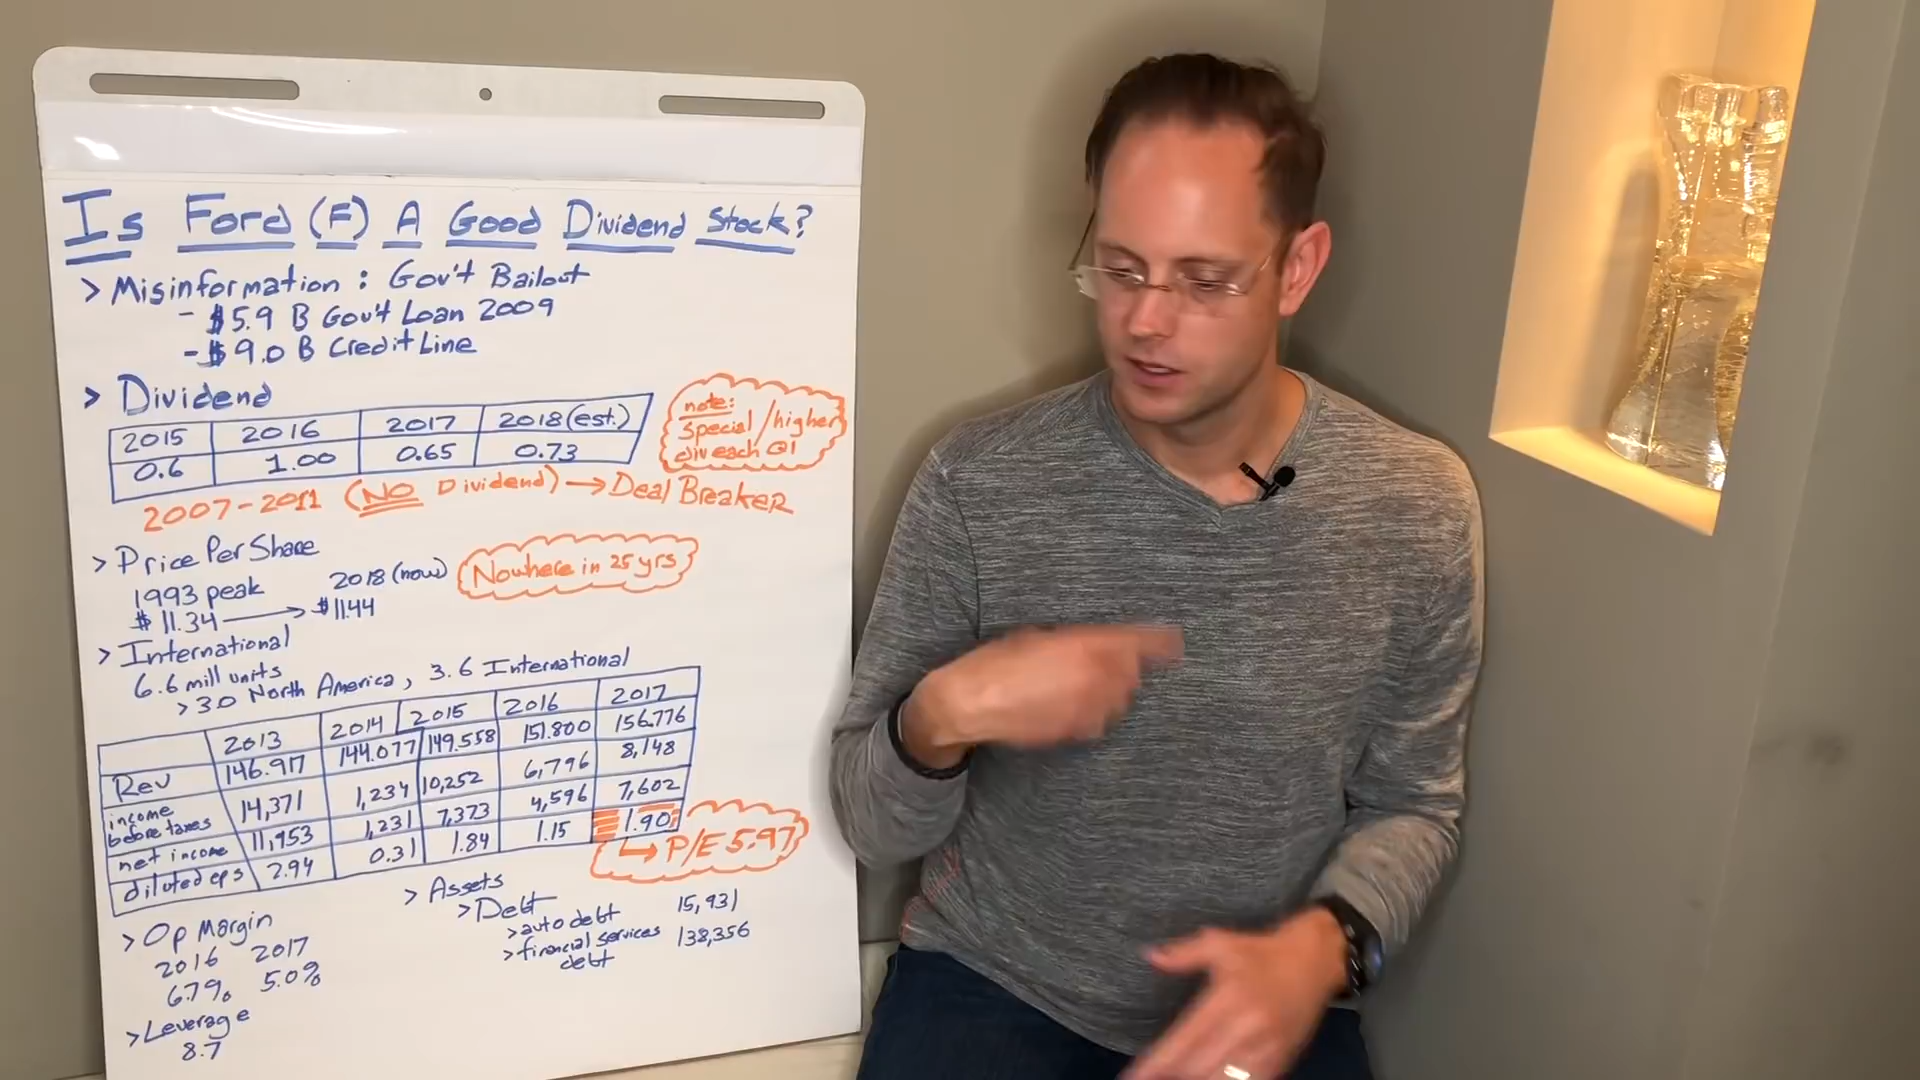 Is Ford (F) A Good Dividend Stock?
> Misinformation : Gov't Bailout
- $5.9 B Gov't Loan 2009
- $9.0 B Credit Line
> Dividend
2015 2016 2017 2018 (est.)
0.6 1.00 0.65 0.73
note:
Special/higher
div each Q1
2007-2011 (NO Dividend) → Deal Breaker
> Price Per Share
1993 peak 2018 (now)
$11.34 → $11.44
Nowhere in 25 yrs
> International
6.6 mill units
> 3.0 North America, 3.6 International
2013 2014 2015 2016 2017
Rev 146.917 144.077 149.558 151.800 156.776
income before taxes 14,371 1,234 10,252 6,796 8,148
net income 11,953 1,231 7,373 4,596 7,602
diluted eps 2.94 0.31 1.84 1.15 1.90
↳ P/E 5.97
> Op Margin
2016 2017
6.7% 5.0%
> Leverage
8.7
> Assets
> Debt
> auto debt 15,931
> financial services 138,356
debt